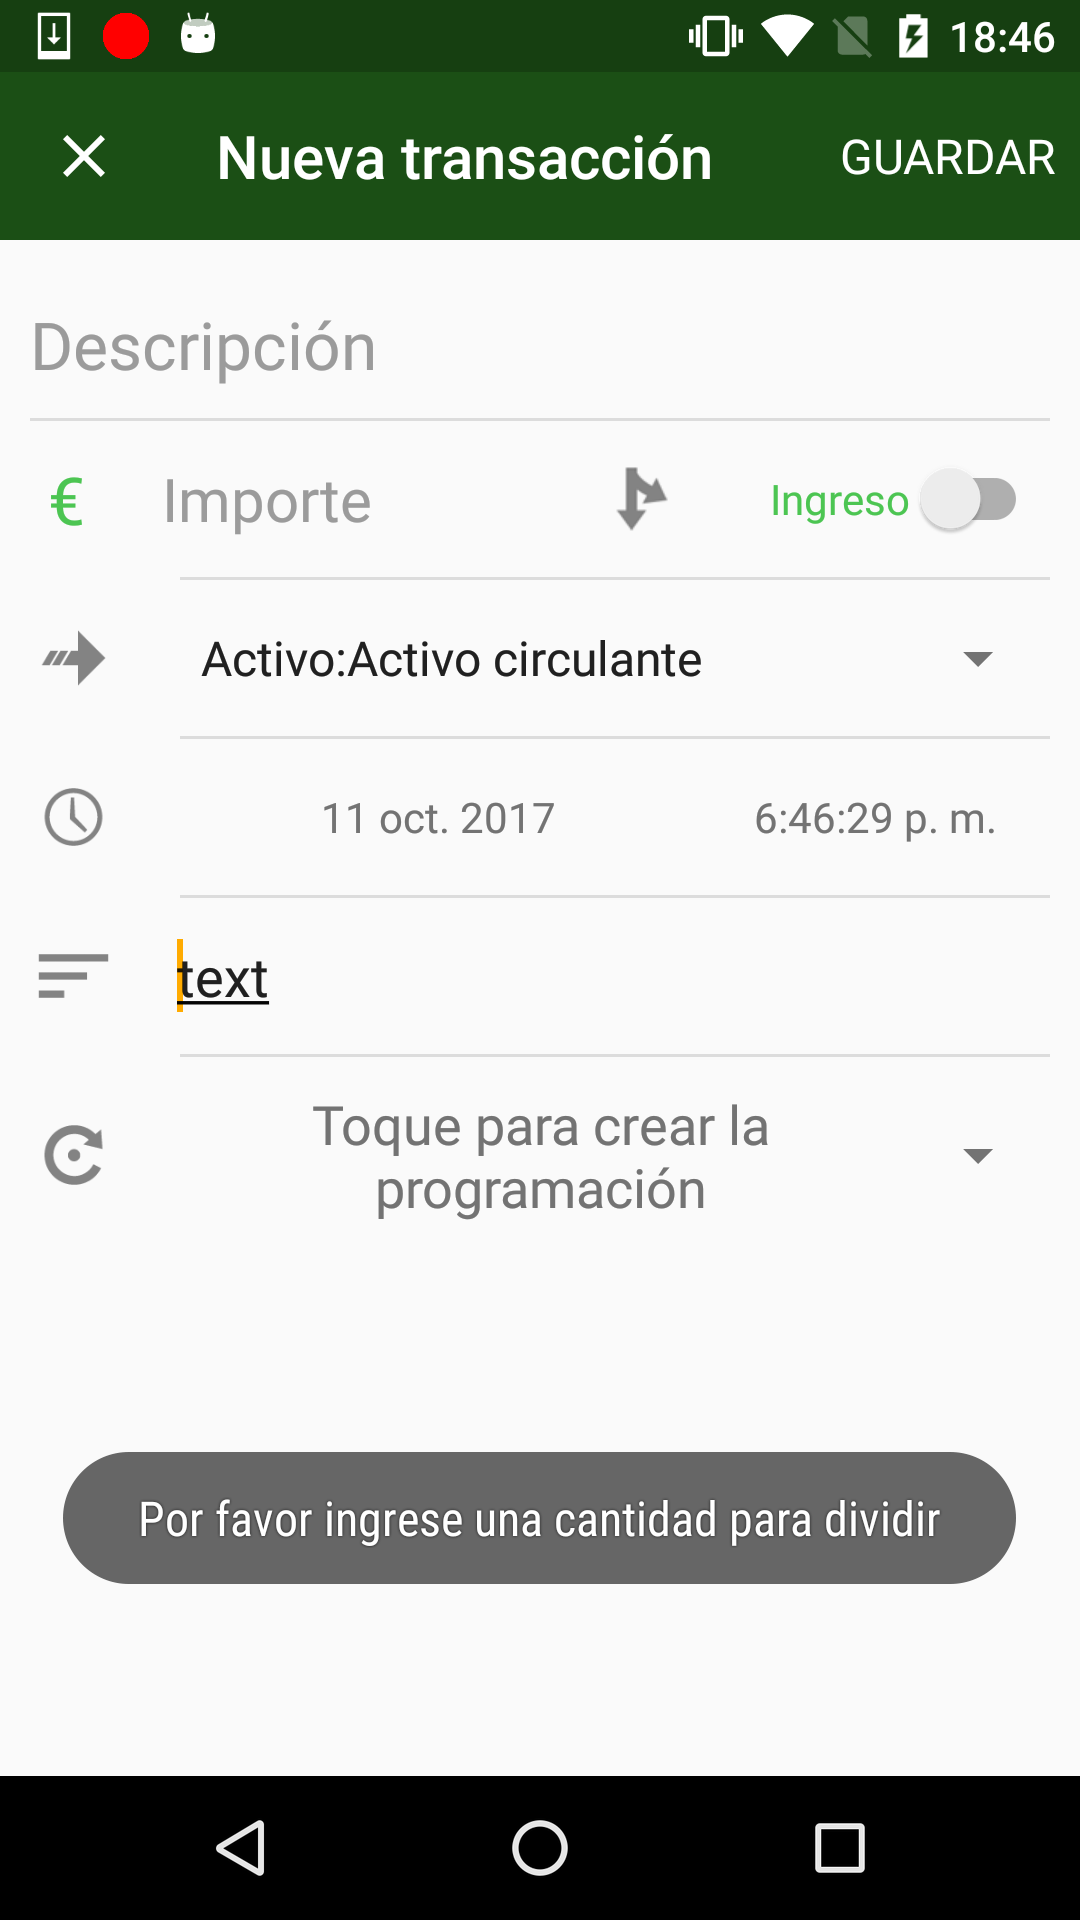 18:46
Nueva transacción GUARDAR
Descripción
€ Importe Ingreso
Activo:Activo circulante
11 oct. 2017 6:46:29 p. m.
text
Toque para crear la
programación
Por favor ingrese una cantidad para dividir